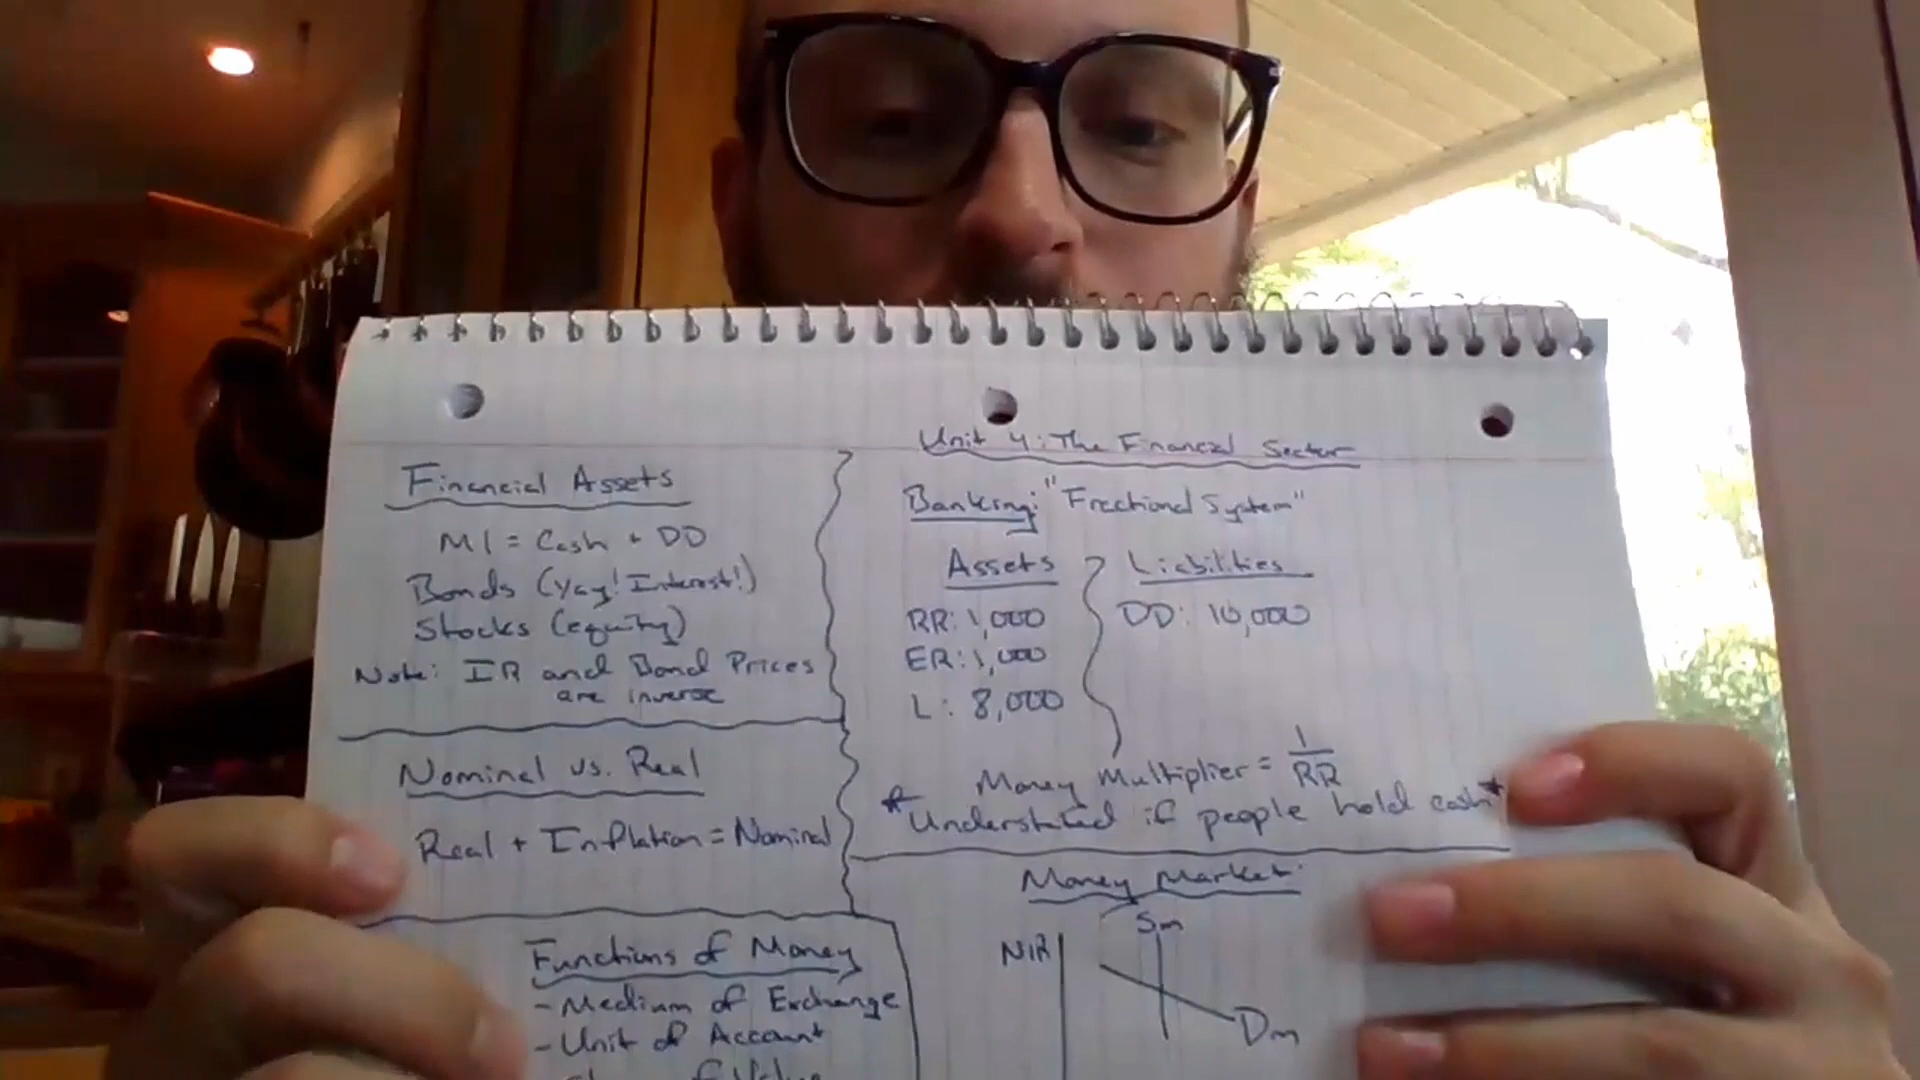 Unit 4: The Financial Sector
Financial Assets
M1 = Cash + DD
Bonds (Yay! Interest!)
Stocks (equity)
Note: IR and Bond Prices
are inverse
Nominal vs. Real
Real + Inflation = Nominal
Functions of Money
- Medium of Exchange
- Unit of Account
Banking: "Fractional System"
Assets
Liabilities
RR: 1,000
DD: 10,000
ER: 1,000
L: 8,000
Money Multiplier = 1/RR
*Understated if people hold cash*
Money Market
Sm
NIR
Dm